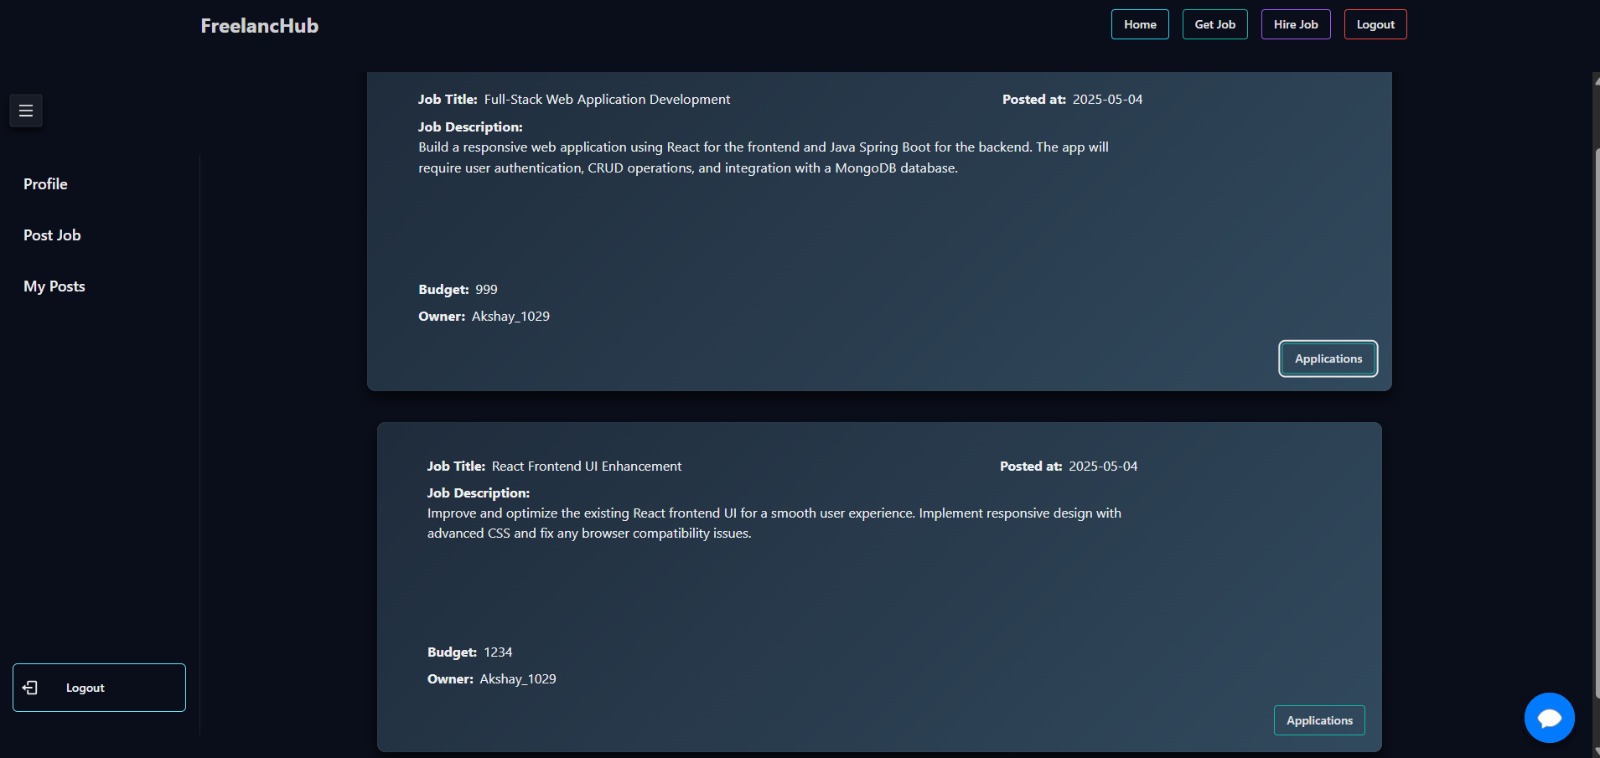 FreelancHub
Home
Get Job
Hire Job
Logout
Profile
Post Job
My Posts
Logout
Job Title: Full-Stack Web Application Development
Posted at: 2025-05-04
Job Description:
Build a responsive web application using React for the frontend and Java Spring Boot for the backend. The app will
require user authentication, CRUD operations, and integration with a MongoDB database.
Budget: 999
Owner: Akshay_1029
Applications
Job Title: React Frontend UI Enhancement
Posted at: 2025-05-04
Job Description:
Improve and optimize the existing React frontend UI for a smooth user experience. Implement responsive design with
advanced CSS and fix any browser compatibility issues.
Budget: 1234
Owner: Akshay_1029
Applications